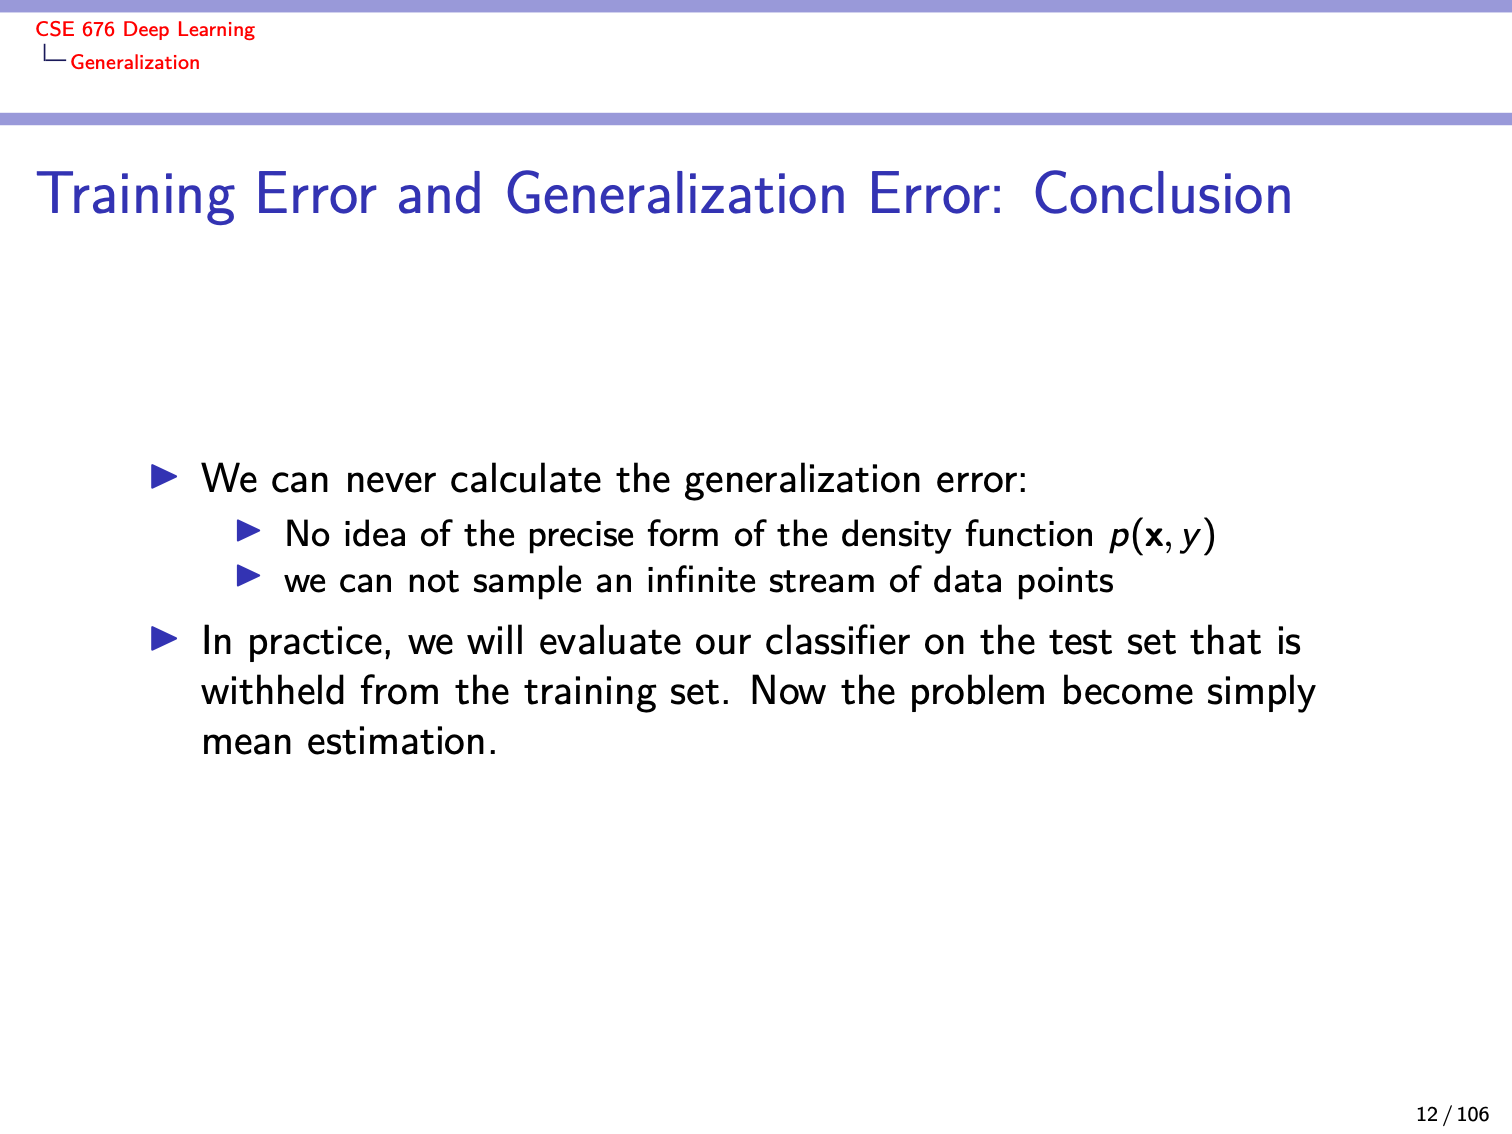 CSE 676 Deep Learning
Generalization
Training Error and Generalization Error: Conclusion
We can never calculate the generalization error:
No idea of the precise form of the density function p(x, y)
we can not sample an infinite stream of data points
In practice, we will evaluate our classifier on the test set that is
withheld from the training set. Now the problem become simply
mean estimation.
12 / 106